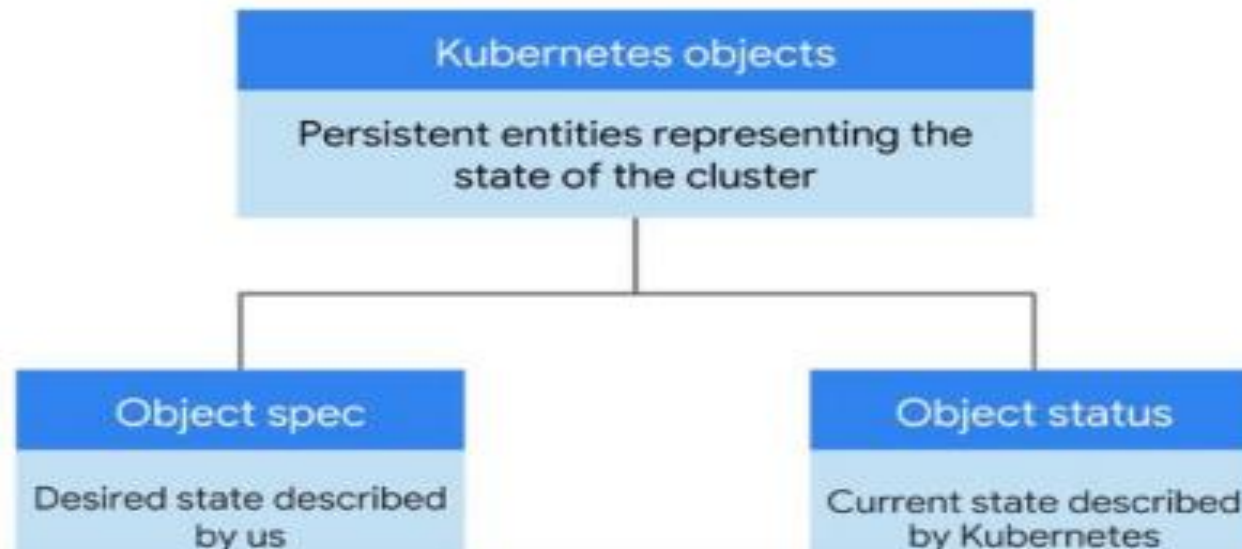 Kubernetes objects
Persistent entities representing the
state of the cluster
Object spec
Desired state described
by us
Object status
Current state described
by Kubernetes